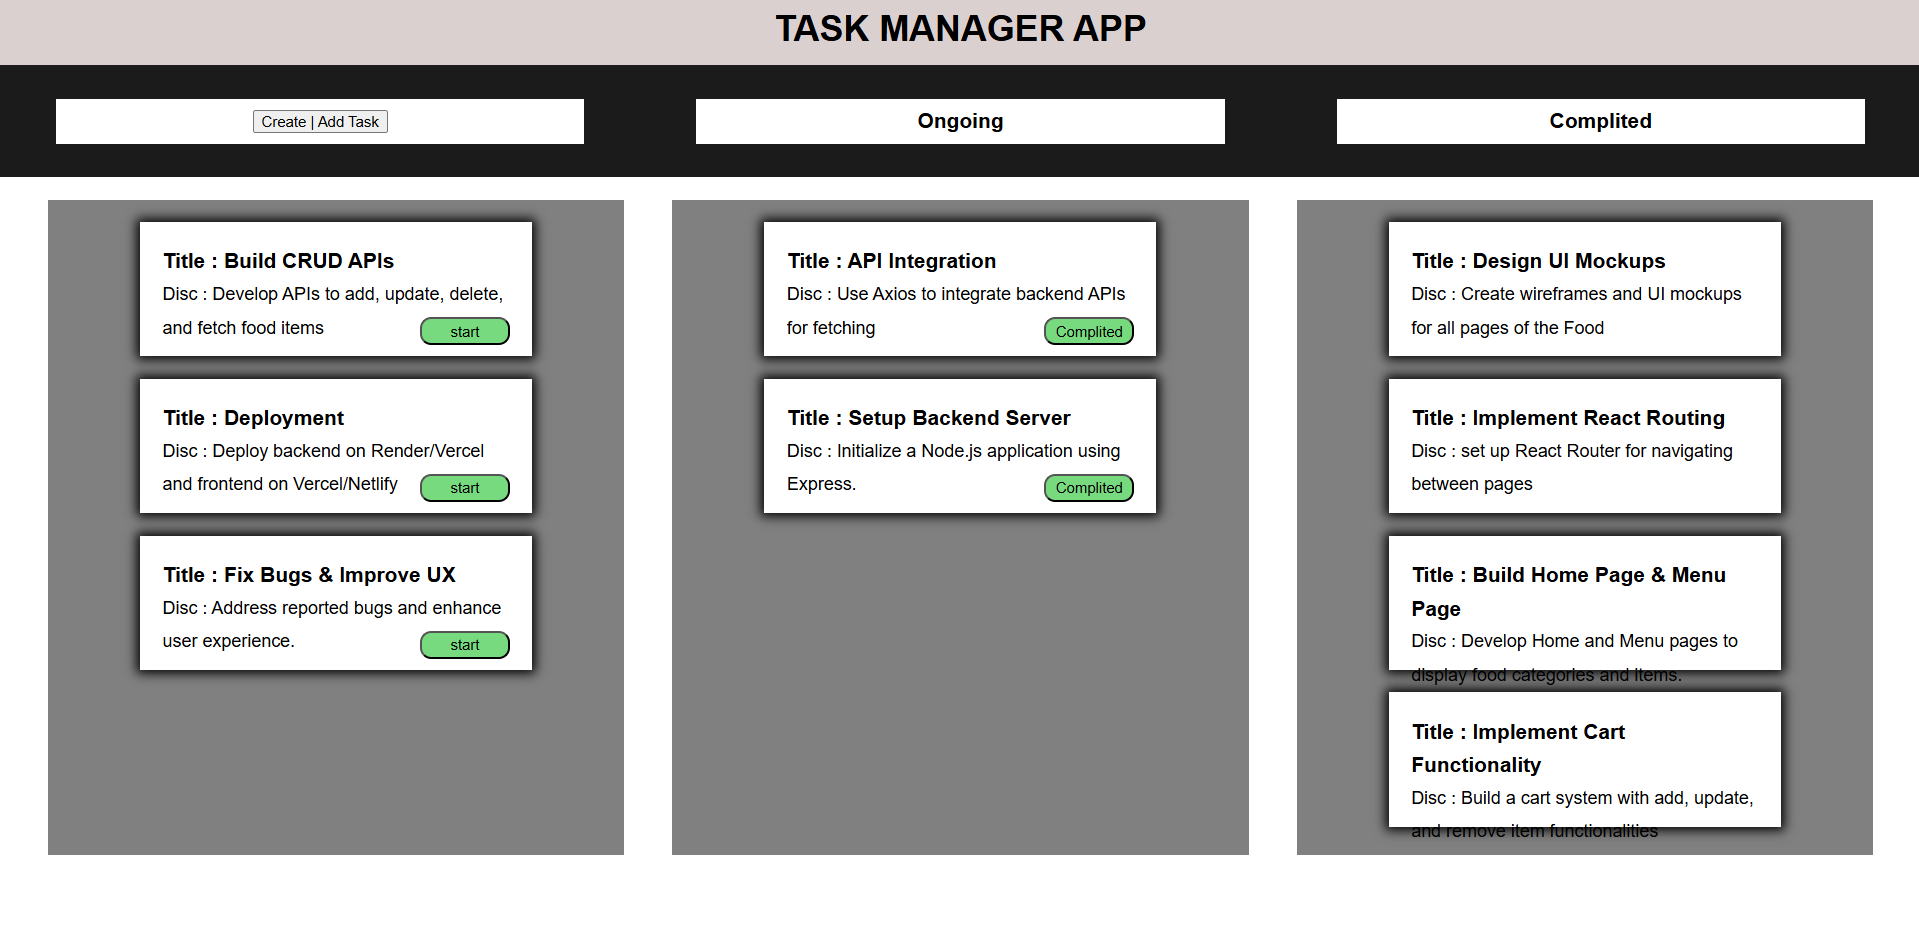 TASK MANAGER APP
Create | Add Task
Ongoing
Complited
Title : Build CRUD APIs
Disc : Develop APIs to add, update, delete,
and fetch food items
start
Title : Deployment
Disc : Deploy backend on Render/Vercel
and frontend on Vercel/Netlify
start
Title : Fix Bugs & Improve UX
Disc : Address reported bugs and enhance
user experience.
start
Title : API Integration
Disc : Use Axios to integrate backend APIs
for fetching
Complited
Title : Setup Backend Server
Disc : Initialize a Node.js application using
Express.
Complited
Title : Design UI Mockups
Disc : Create wireframes and UI mockups
for all pages of the Food
Title : Implement React Routing
Disc : set up React Router for navigating
between pages
Title : Build Home Page & Menu
Page
Disc : Develop Home and Menu pages to
display food categories and items.
Title : Implement Cart
Functionality
Disc : Build a cart system with add, update,
and remove item functionalities